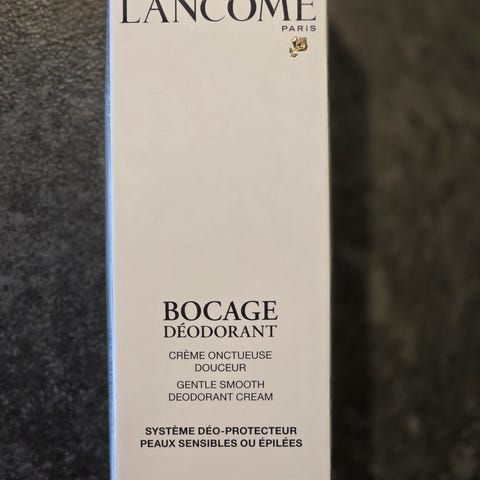 LANCÔME
PARIS
BOCAGE
DÉODORANT
CRÈME ONCTUEUSE
DOUCEUR
GENTLE SMOOTH
DEODORANT CREAM
SYSTÈME DÉO-PROTECTEUR
PEAUX SENSIBLES OU ÉPILÉES